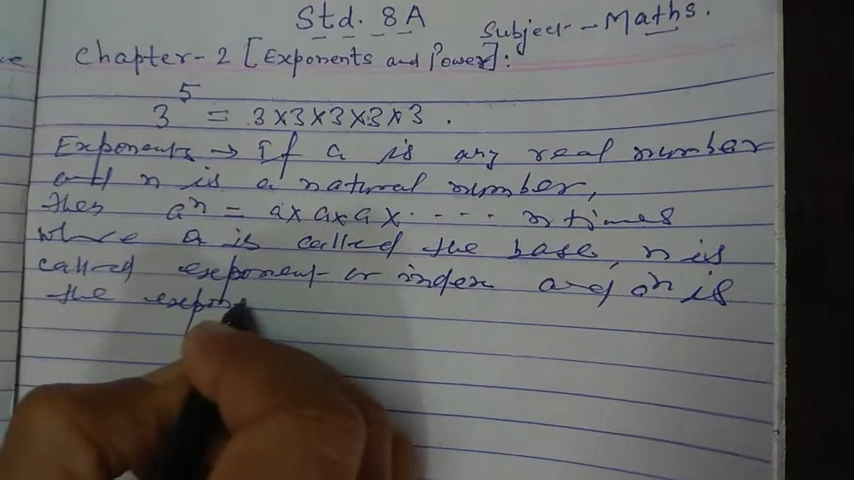 Std. 8A
Subject - Maths.
Chapter - 2 [Exponents and Power]:
3^5 = 3×3×3×3×3.
Exponents → If a is any real number
and n is a natural number,
then a^n = a×a×a×..... n times
where a is called the base, n is
called exponent or index and a^n is
the expon